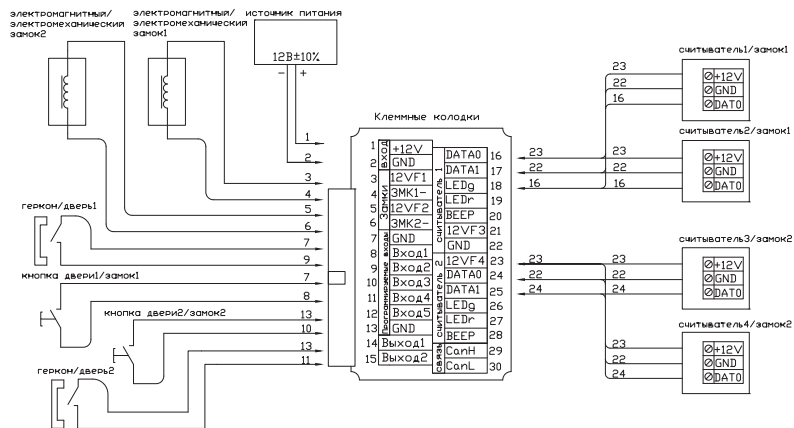 электромагнитный/
электромеханический
замок2
электромагнитный/
электромеханический
замок1
источник питания
12В±10%
− +
Клеммные колодки
1
2
3
4
5
6
7
9
7
8
13
10
13
11
геркон/дверь1
кнопка двери1/замок1
кнопка двери2/замок2
геркон/дверь2
ВХОД
Замки
Программируемые входы
1 +12V
2 GND
3 12VF1
4 ЗМК1-
5 12VF2
6 ЗМК2-
7 GND
8 Вход1
9 Вход2
10 Вход3
11 Вход4
12 Вход5
13 GND
14 Выход1
15 Выход2
считыватель 1
считыватель 2
связь
DATA0 16
DATA1 17
LEDg 18
LEDr 19
BEEP 20
12VF3 21
GND 22
12VF4 23
DATA0 24
DATA1 25
LEDg 26
LEDr 27
BEEP 28
CanH 29
CanL 30
считыватель1/замок1
23 +12V
22 GND
16 DAT0
считыватель2/замок1
23 23 +12V
22 22 GND
16 16 DAT0
считыватель3/замок2
23 23 +12V
22 22 GND
24 24 DAT0
считыватель4/замок2
23 +12V
22 GND
24 DAT0